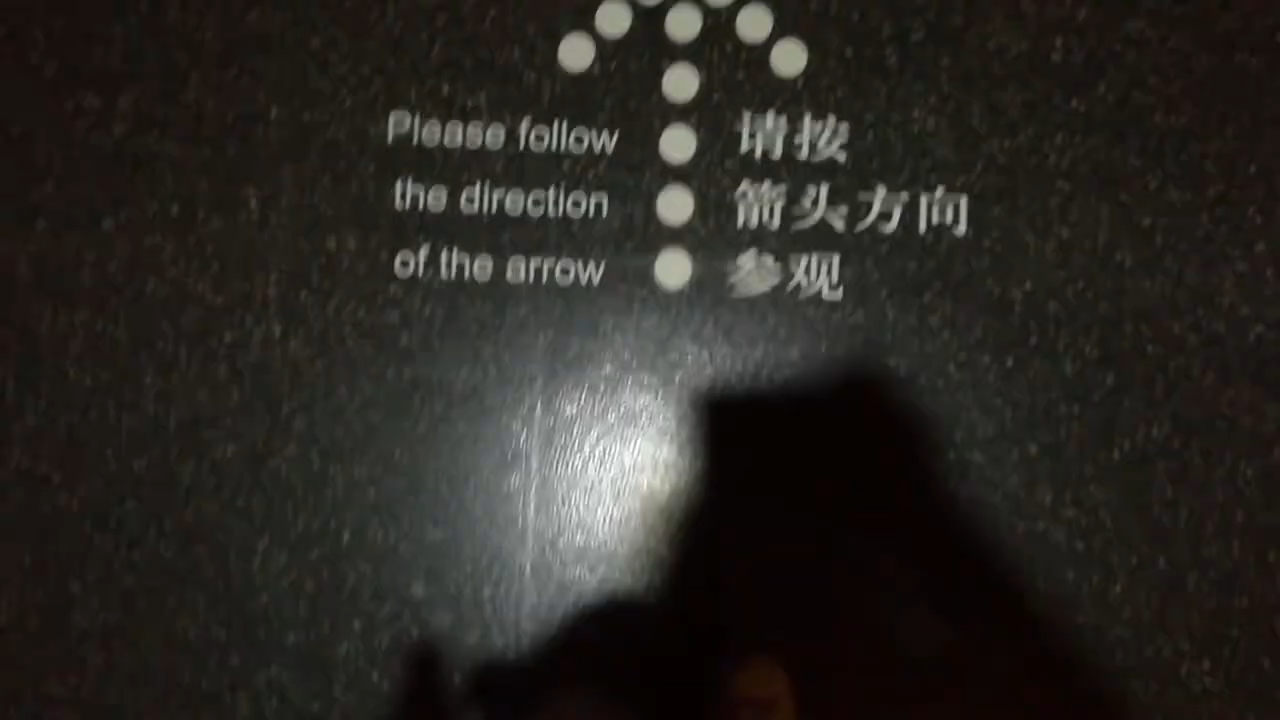 Please follow
the direction
of the arrow
请按
箭头方向
参观